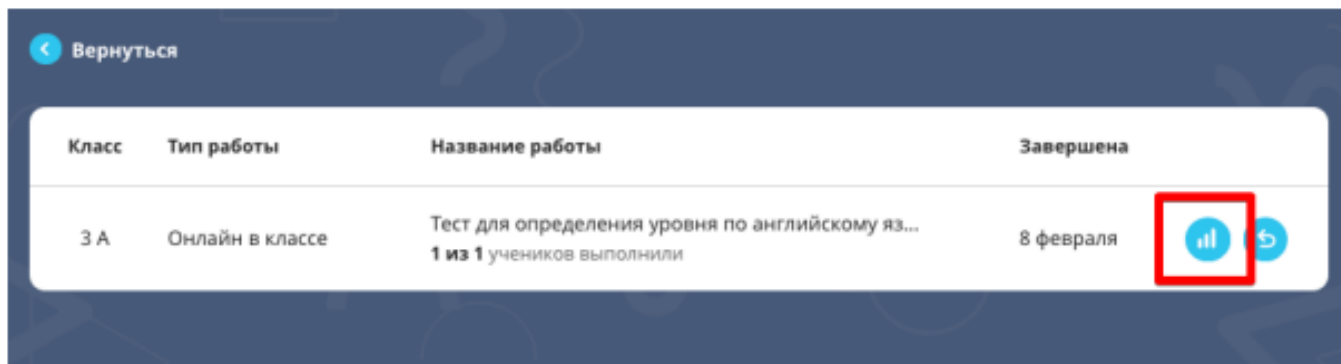 Вернуться
Класс Тип работы Название работы Завершена
3 А Онлайн в классе Тест для определения уровня по английскому яз... 8 февраля
1 из 1 учеников выполнили